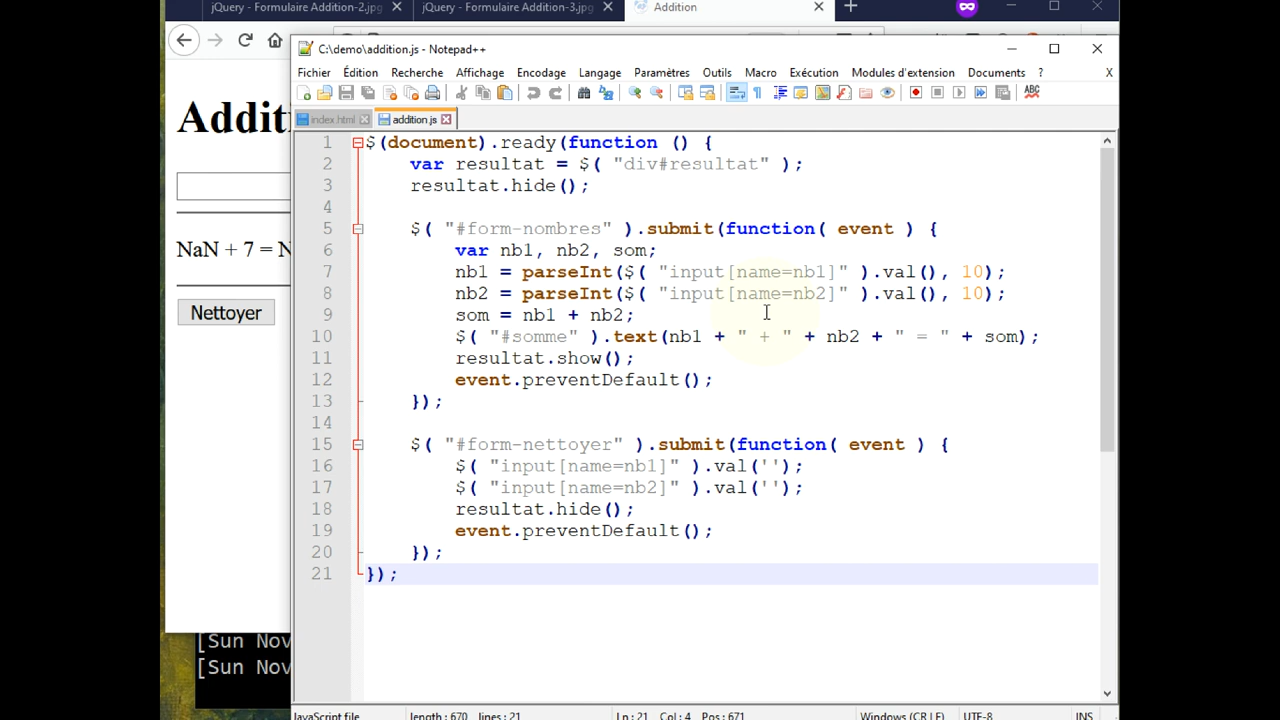 jQuery - Formulaire Addition-2.jpg
jQuery - Formulaire Addition-3.jpg
Addition
C:\demo\addition.js - Notepad++
Fichier Édition Recherche Affichage Encodage Langage Paramètres Outils Macro Exécution Modules d'extension Documents ? X
index.html
addition.js
Additi
NaN + 7 = N
Nettoyer
1 $(document).ready(function () {
2 var resultat = $( "div#resultat" );
3 resultat.hide();
4
5 $( "#form-nombres" ).submit(function( event ) {
6 var nb1, nb2, som;
7 nb1 = parseInt($( "input[name=nb1]" ).val(), 10);
8 nb2 = parseInt($( "input[name=nb2]" ).val(), 10);
9 som = nb1 + nb2;
10 $( "#somme" ).text(nb1 + " + " + nb2 + " = " + som);
11 resultat.show();
12 event.preventDefault();
13 });
14
15 $( "#form-nettoyer" ).submit(function( event ) {
16 $( "input[name=nb1]" ).val('');
17 $( "input[name=nb2]" ).val('');
18 resultat.hide();
19 event.preventDefault();
20 });
21 });
[Sun Nov
[Sun Nov
JavaScript file length : 670 lines : 21 Ln : 21 Col : 4 Pos : 671 Windows (CR LF) UTF-8 INS